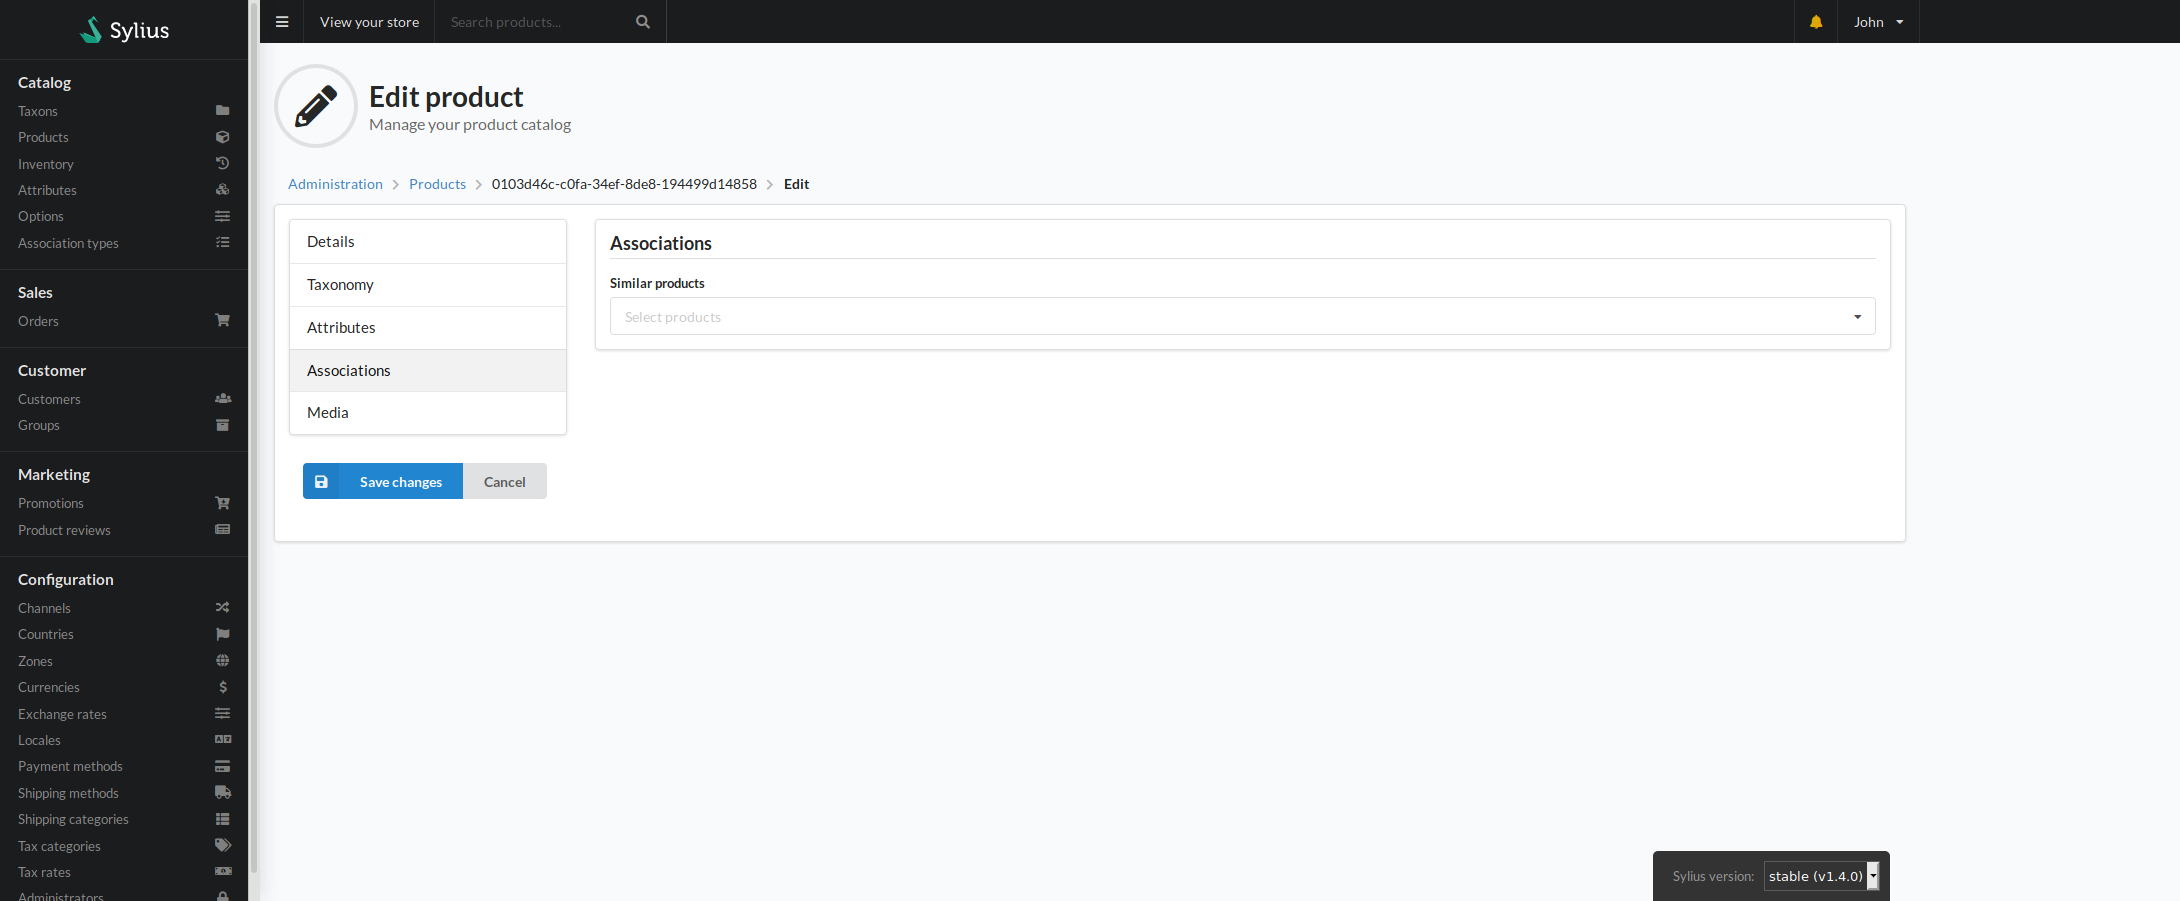 Sylius
Catalog
Taxons
Products
Inventory
Attributes
Options
Association types
Sales
Orders
Customer
Customers
Groups
Marketing
Promotions
Product reviews
Configuration
Channels
Countries
Zones
Currencies
Exchange rates
Locales
Payment methods
Shipping methods
Shipping categories
Tax categories
Tax rates
Administrators
View your store
Search products...
John
Edit product
Manage your product catalog
Administration
Products
0103d46c-c0fa-34ef-8de8-194499d14858
Edit
Details
Taxonomy
Attributes
Associations
Media
Save changes
Cancel
Associations
Similar products
Select products
Sylius version: stable (v1.4.0)